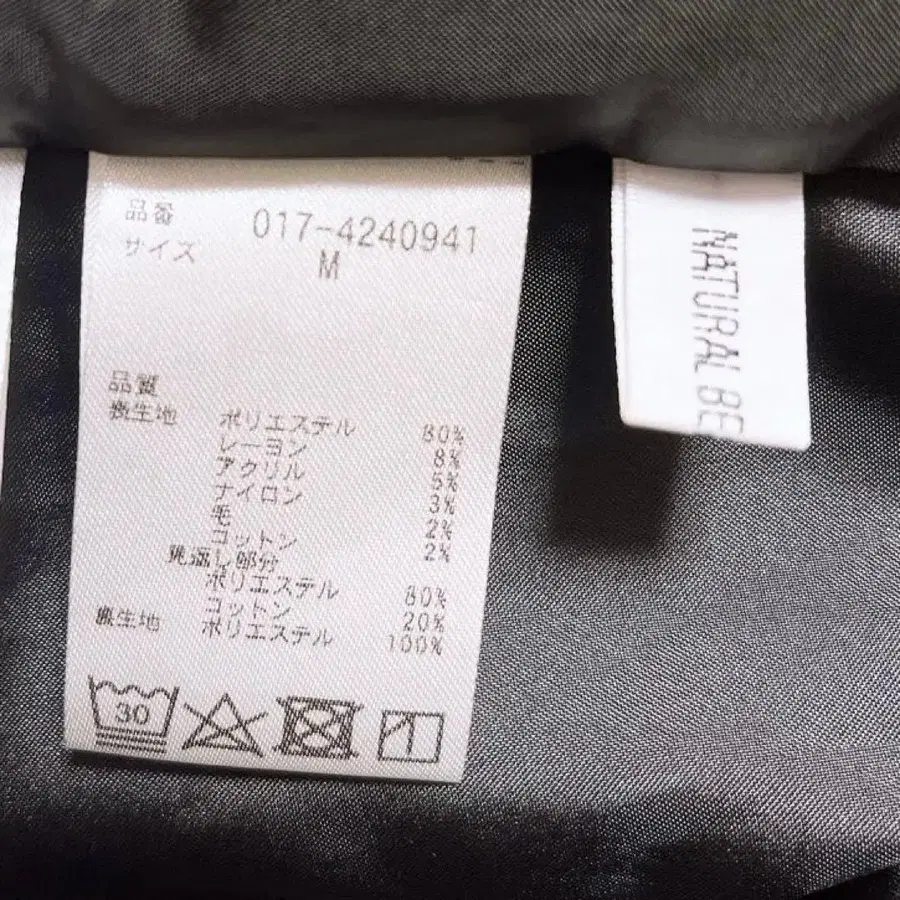 品番 017-4240941
サイズ M
品質
表生地 ポリエステル 80%
レーヨン 8%
アクリル 5%
ナイロン 3%
毛 2%
コットン 2%
見返し部分
ポリエステル 80%
コットン 20%
裏生地 ポリエステル 100%
30
NATURAL BE